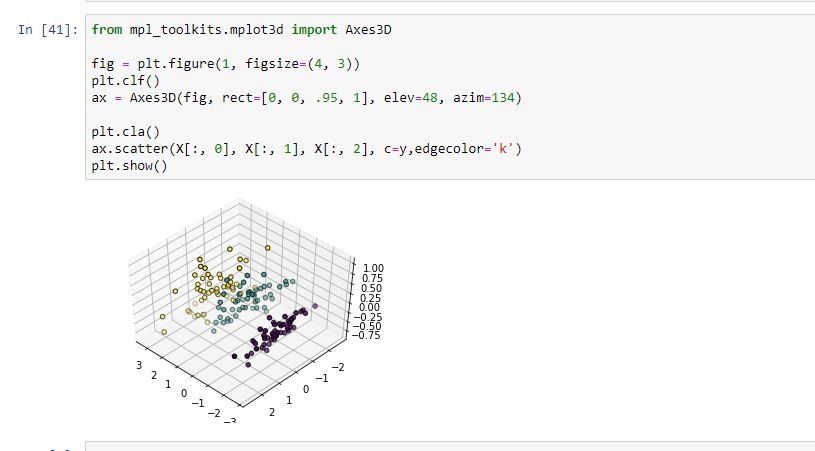 In [41]: from mpl_toolkits.mplot3d import Axes3D
fig = plt.figure(1, figsize=(4, 3))
plt.clf()
ax = Axes3D(fig, rect=[0, 0, .95, 1], elev=48, azim=134)
plt.cla()
ax.scatter(X[:, 0], X[:, 1], X[:, 2], c=y,edgecolor='k')
plt.show()
1.00
0.75
0.50
0.25
0.00
−0.25
−0.50
−0.75
3
2
1
0
−1
−2
−3
−2
−1
0
1
2